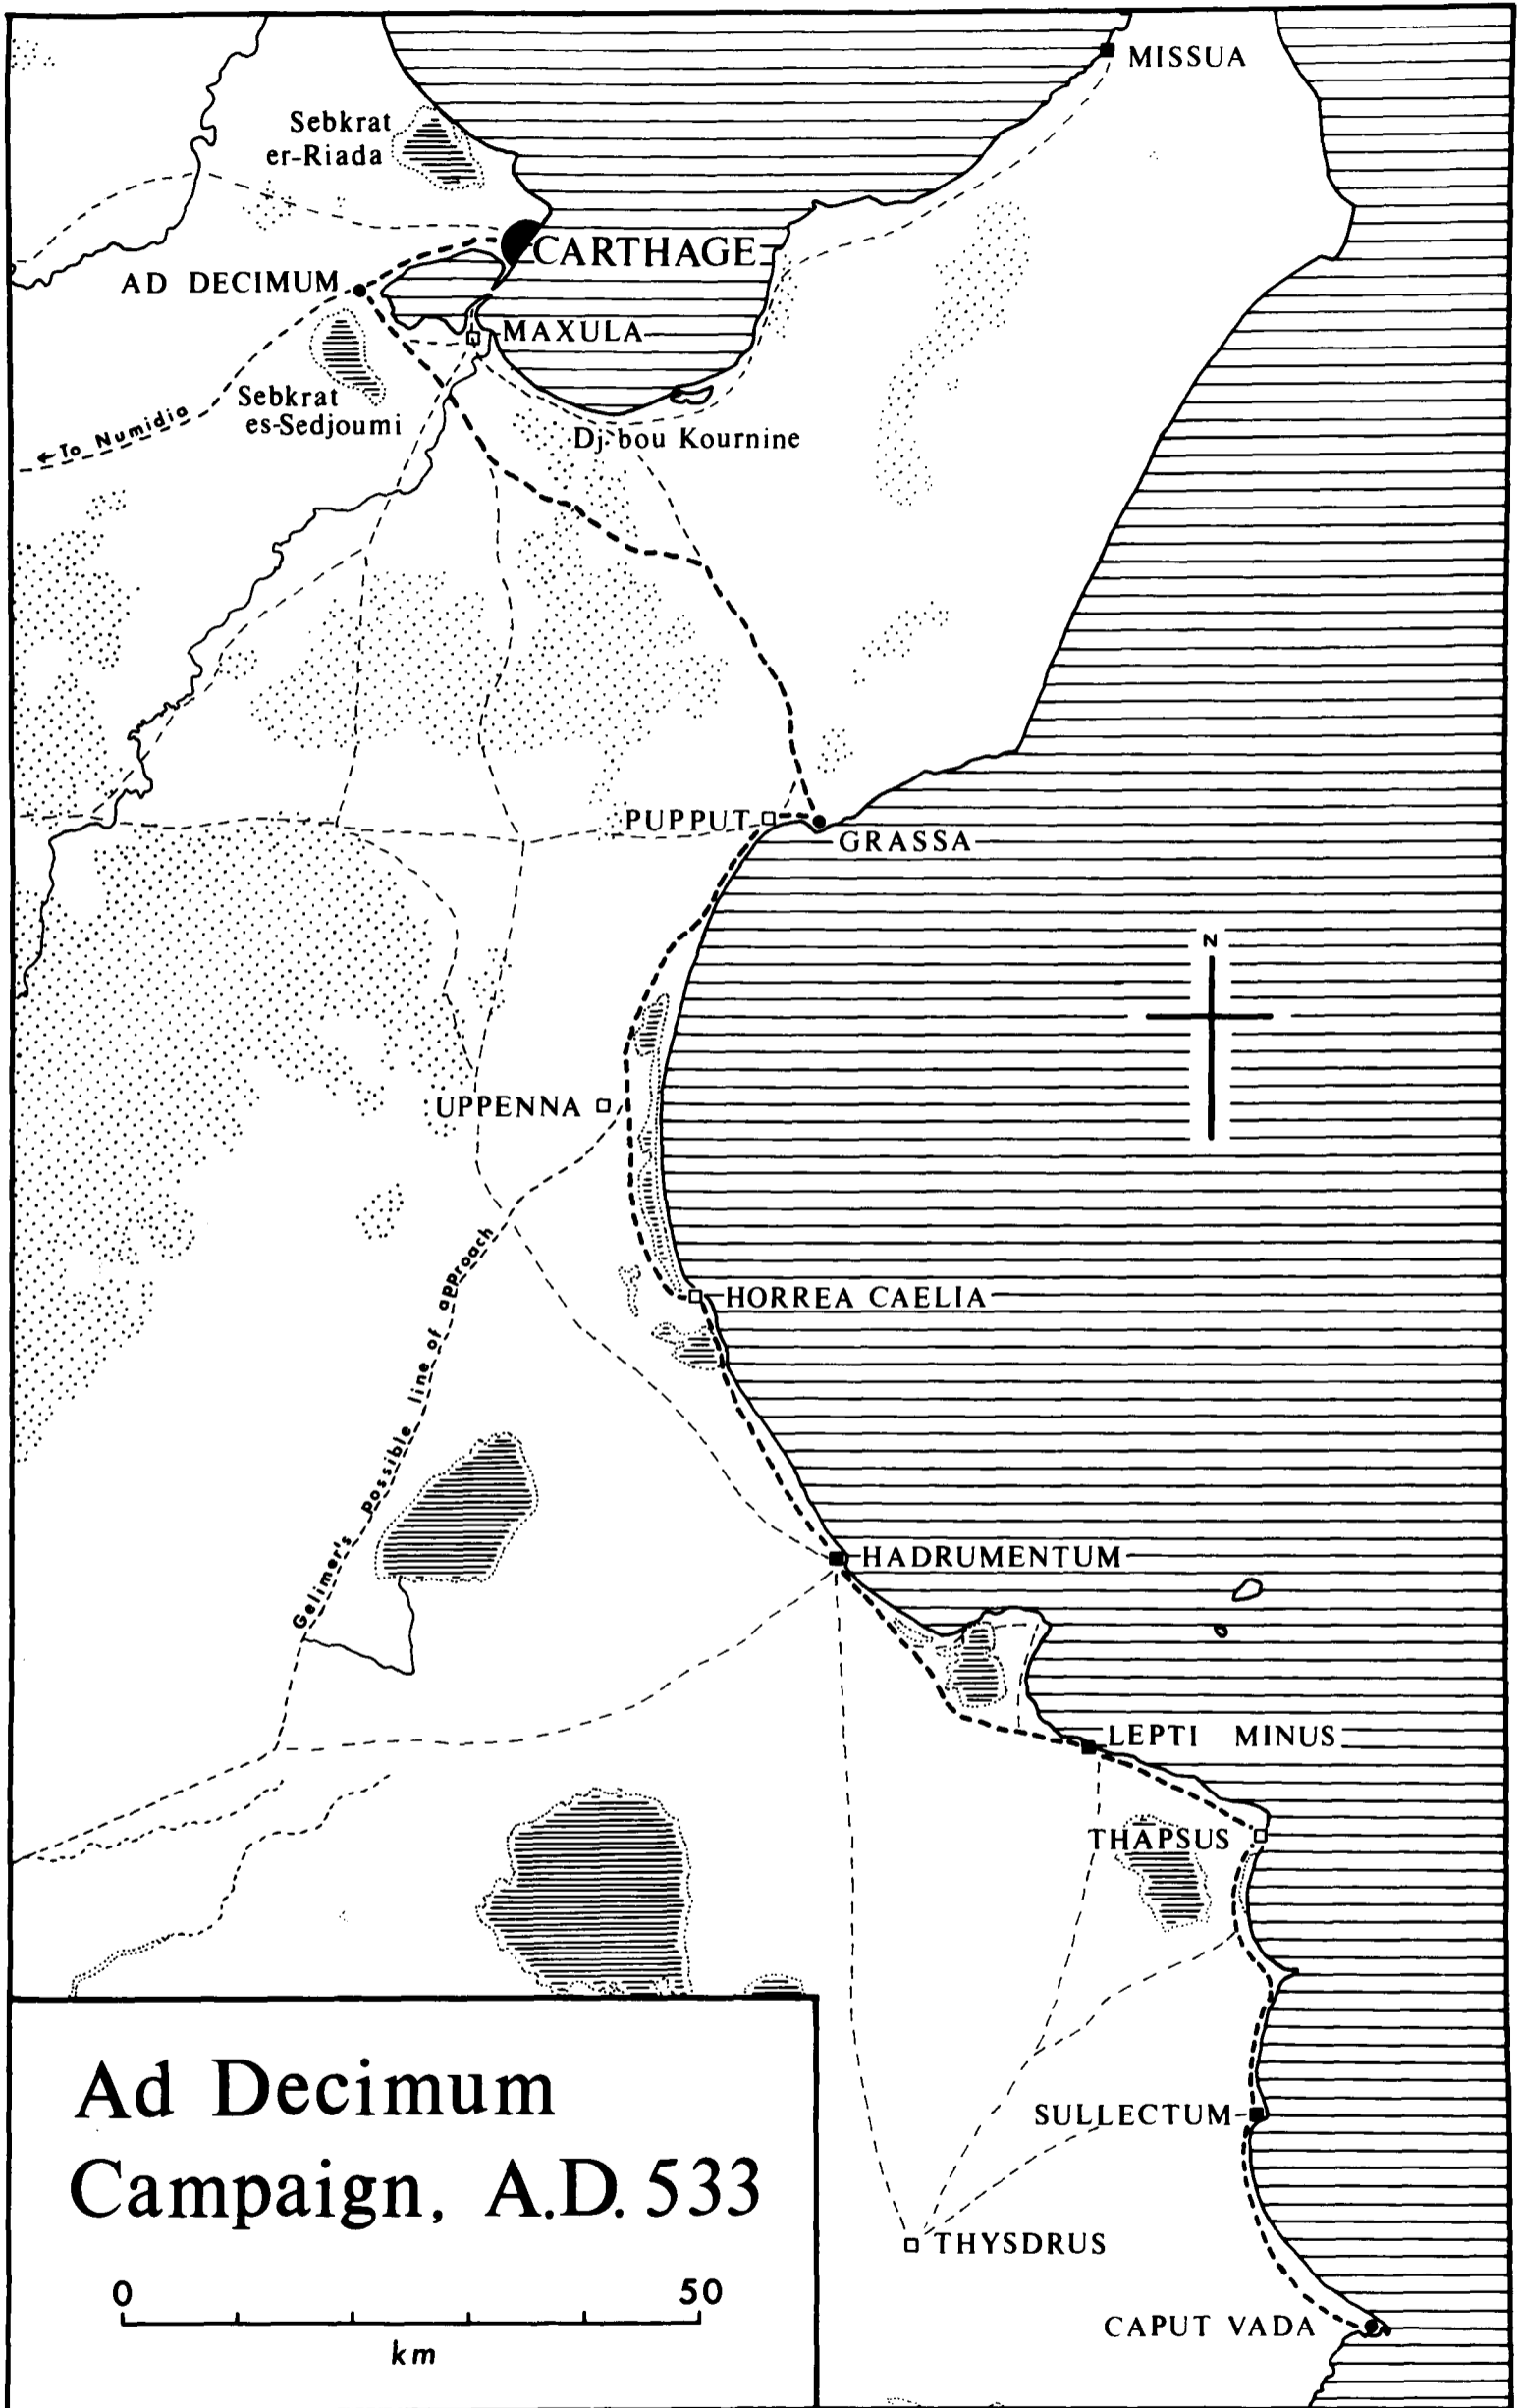 MISSUA
Sebkrat
er-Riada
CARTHAGE
AD DECIMUM
MAXULA
Sebkrat
es-Sedjoumi
←To Numidia
Dj. bou Kournine
PUPPUT
GRASSA
N
UPPENNA
HORREA CAELIA
Gelimer's possible line of approach
HADRUMENTUM
LEPTI MINUS
THAPSUS
SULLECTUM
THYSDRUS
CAPUT VADA
Ad Decimum
Campaign, A.D. 533
0 50
km